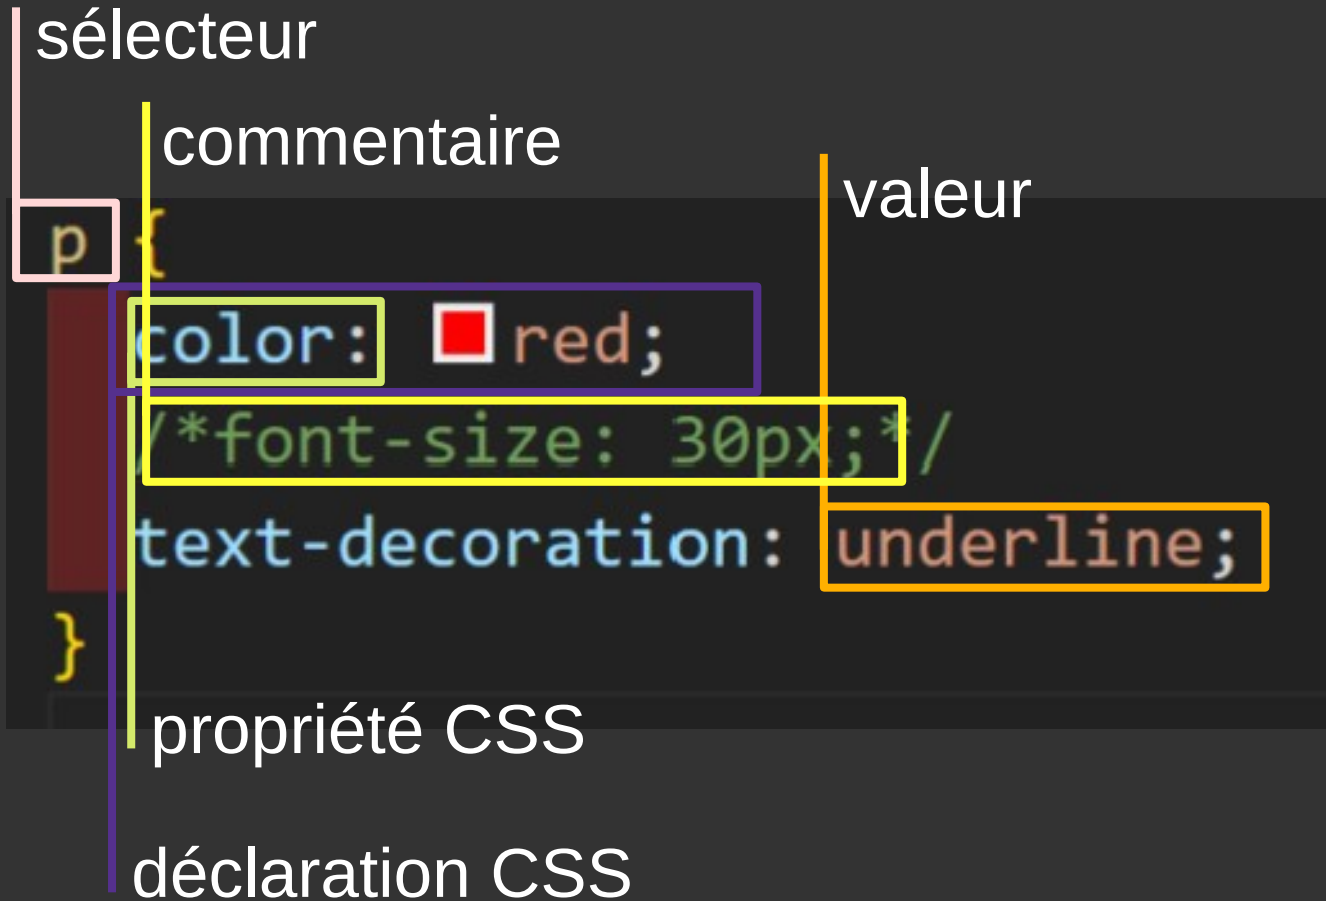 sélecteur
commentaire
valeur
p {
color: red;
/*font-size: 30px;*/
text-decoration: underline;
}
propriété CSS
déclaration CSS